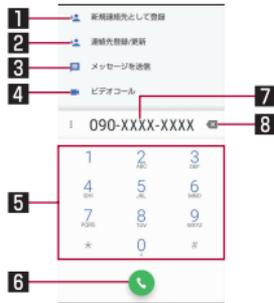 1 新規連絡先として登録
2 連絡先登録/更新
3 メッセージを送信
4 ビデオコール
7
090-XXXX-XXXX 8
5
1 2 3
ABC DEF
4 5 6
GHI JKL MNO
7 8 9
PQRS TUV WXYZ
* 0 #
+
6